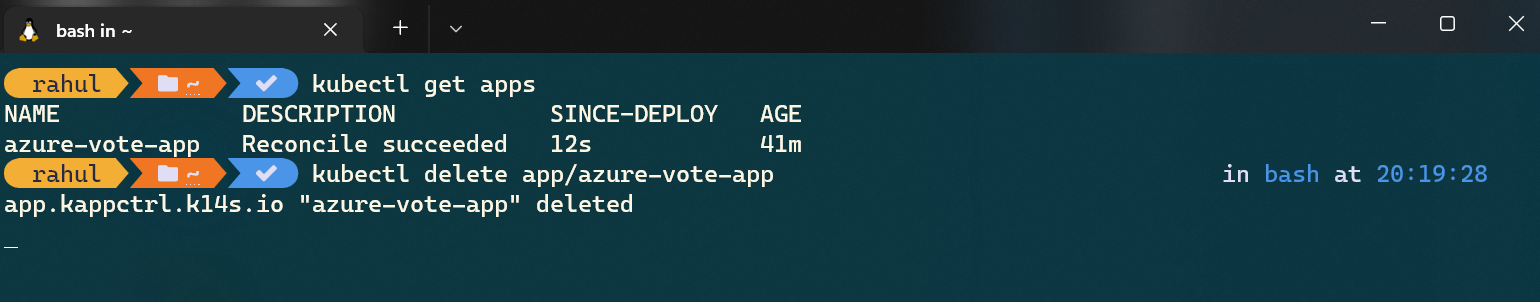 bash in ~
rahul ~ kubectl get apps
NAME DESCRIPTION SINCE-DEPLOY AGE
azure-vote-app Reconcile succeeded 12s 41m
rahul ~ kubectl delete app/azure-vote-app in bash at 20:19:28
app.kappctrl.k14s.io "azure-vote-app" deleted
_